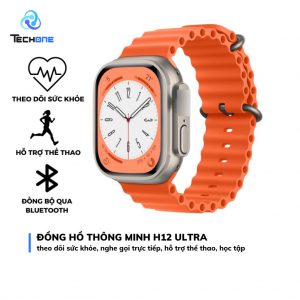 TECHONE
THEO DÕI SỨC KHỎE
HỖ TRỢ THỂ THAO
ĐỒNG BỘ QUA
BLUETOOTH
ĐỒNG HỒ THÔNG MINH H12 ULTRA
theo dõi sức khỏe, nghe gọi trực tiếp, hỗ trợ thể thao, học tập